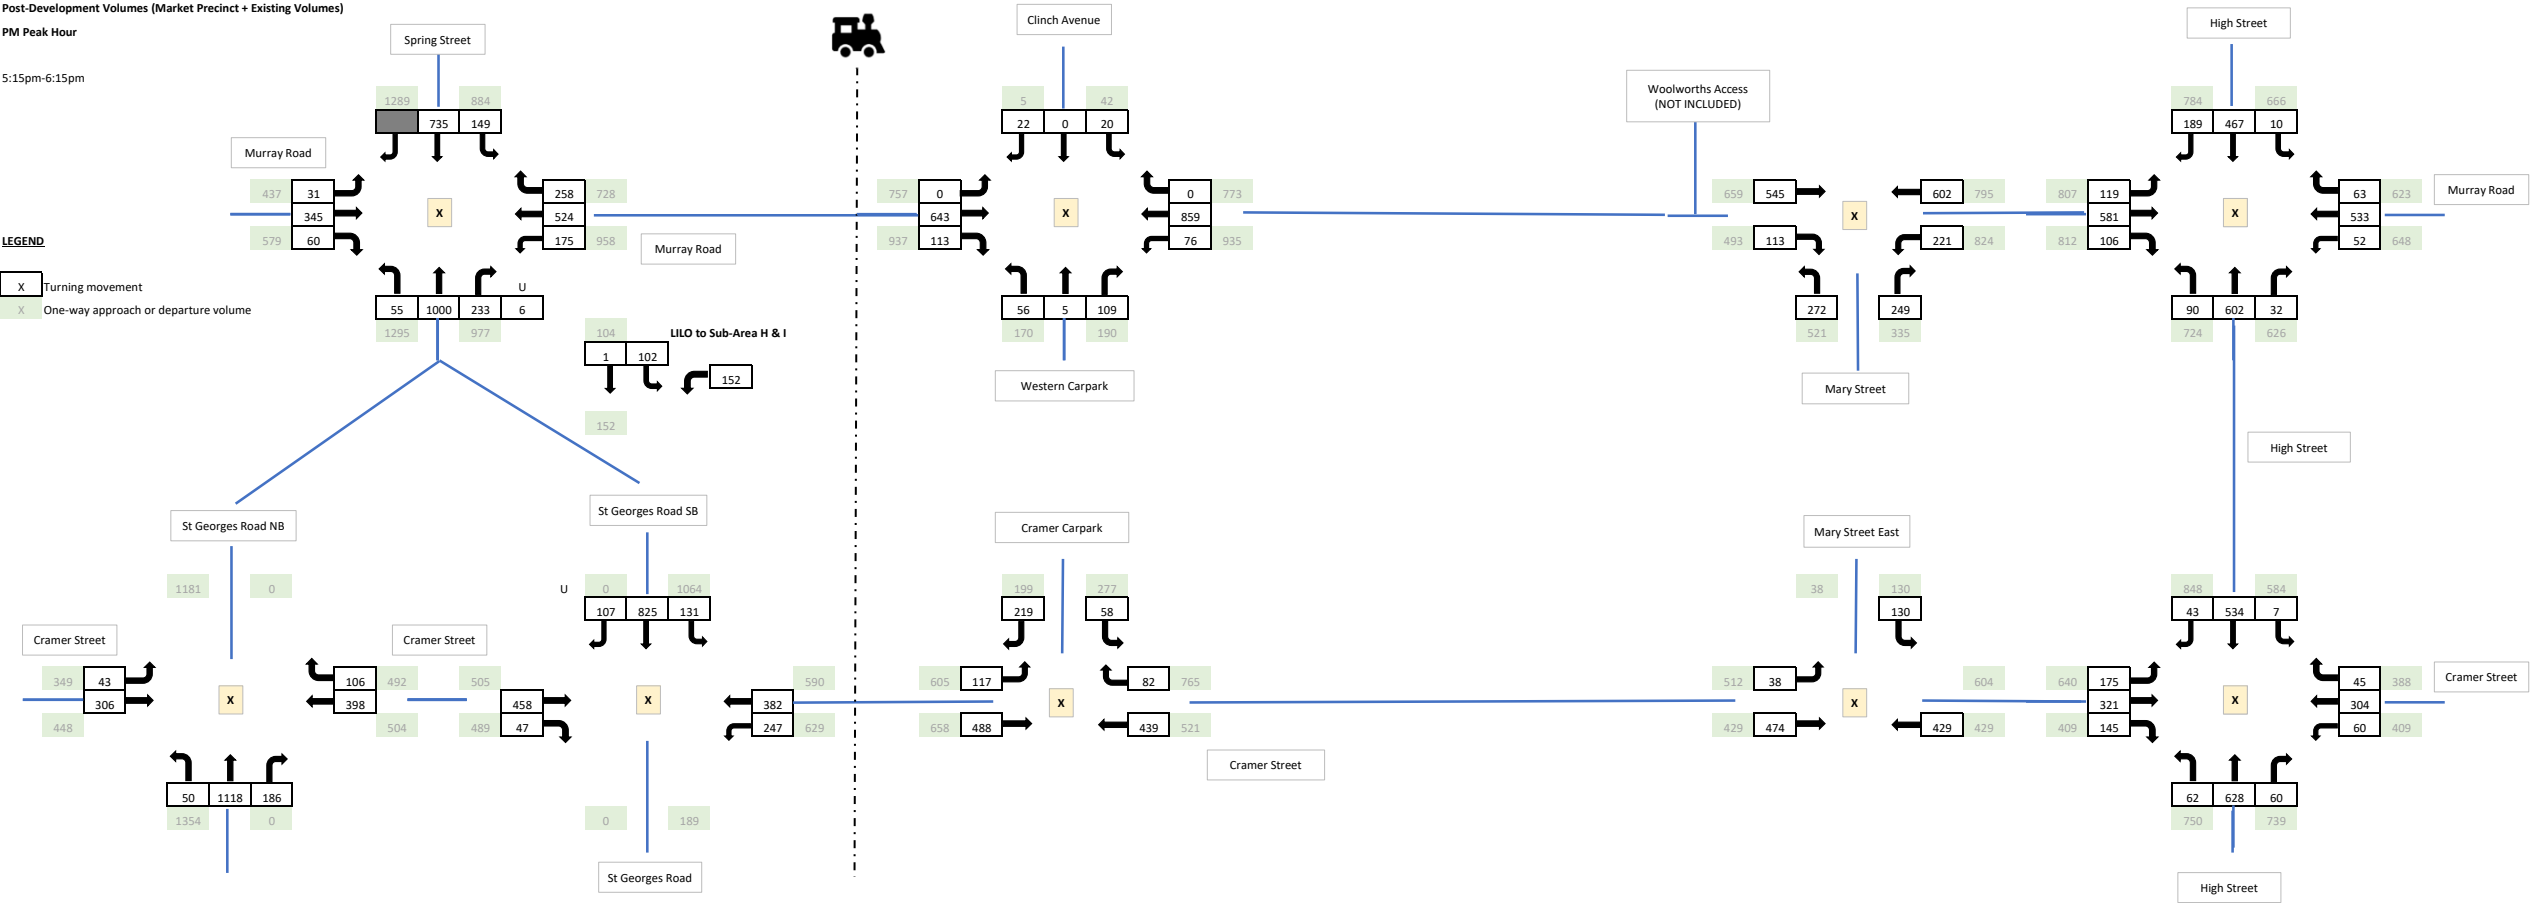 Post-Development Volumes (Market Precinct + Existing Volumes)
PM Peak Hour
5:15pm-6:15pm
Spring Street
1289 884
735 149
Murray Road
437 31
345
579 60
X
258 728
524
175 958
Murray Road
U
55 1000 233 6
1295 977
LEGEND
X Turning movement
X One-way approach or departure volume
104 LILO to Sub-Area H & I
1 102
152
152
Clinch Avenue
5 42
22 0 20
757 0
643
937 113
X
0 773
859
76 935
56 5 109
170 190
Western Carpark
Woolworths Access
(NOT INCLUDED)
659 545
493 113
X
602 795
221 824
272 249
521 335
Mary Street
High Street
784 666
189 467 10
807 119
581
812 106
X
63 623
533
52 648
Murray Road
90 602 32
724 626
High Street
St Georges Road NB
1181 0
Cramer Street
349 43
306
448
X
106 492
398
504
Cramer Street
50 1118 186
1354 0
St Georges Road SB
U 0 1064
107 825 131
505
458
489 47
X
590
382
247 629
0 189
St Georges Road
Cramer Carpark
199 277
219 58
605 117
658 488
X
82 765
439 521
Cramer Street
Mary Street East
38 130
130
512 38
429 474
X
604
429 429
848 584
43 534 7
640 175
321
409 145
X
45 388
304
60 409
Cramer Street
62 628 60
750 739
High Street